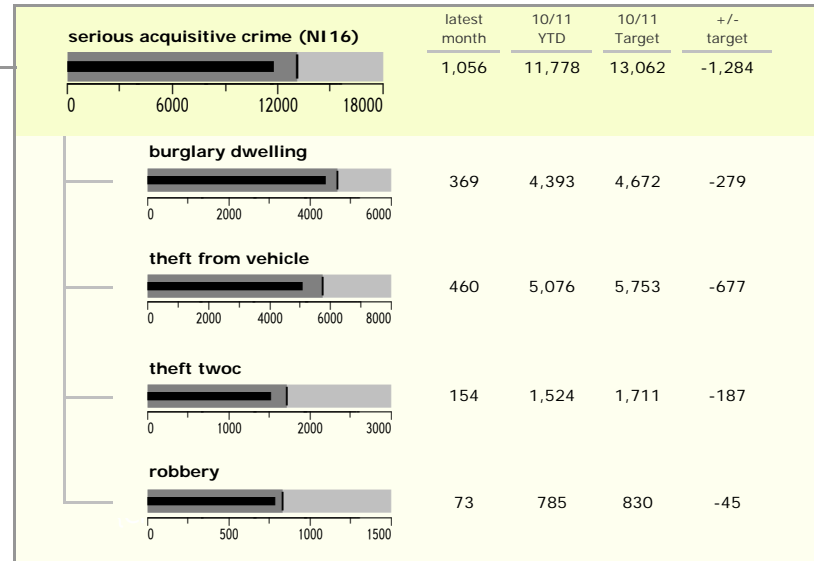 latest 10/11 10/11 +/-
month YTD Target target
serious acquisitive crime (NI16)
1,056 11,778 13,062 -1,284
0 6000 12000 18000
burglary dwelling
369 4,393 4,672 -279
0 2000 4000 6000
theft from vehicle
460 5,076 5,753 -677
0 2000 4000 6000 8000
theft twoc
154 1,524 1,711 -187
0 1000 2000 3000
robbery
73 785 830 -45
0 500 1000 1500